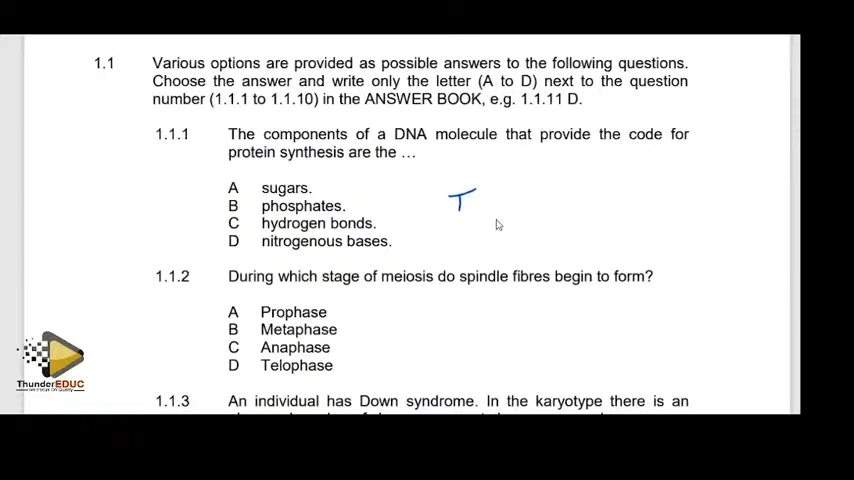 1.1 Various options are provided as possible answers to the following questions.
Choose the answer and write only the letter (A to D) next to the question
number (1.1.1 to 1.1.10) in the ANSWER BOOK, e.g. 1.1.11 D.
1.1.1 The components of a DNA molecule that provide the code for
protein synthesis are the …
A sugars.
B phosphates.
C hydrogen bonds.
D nitrogenous bases.
T
1.1.2 During which stage of meiosis do spindle fibres begin to form?
A Prophase
B Metaphase
C Anaphase
D Telophase
ThunderEDUC
1.1.3 An individual has Down syndrome. In the karyotype there is an